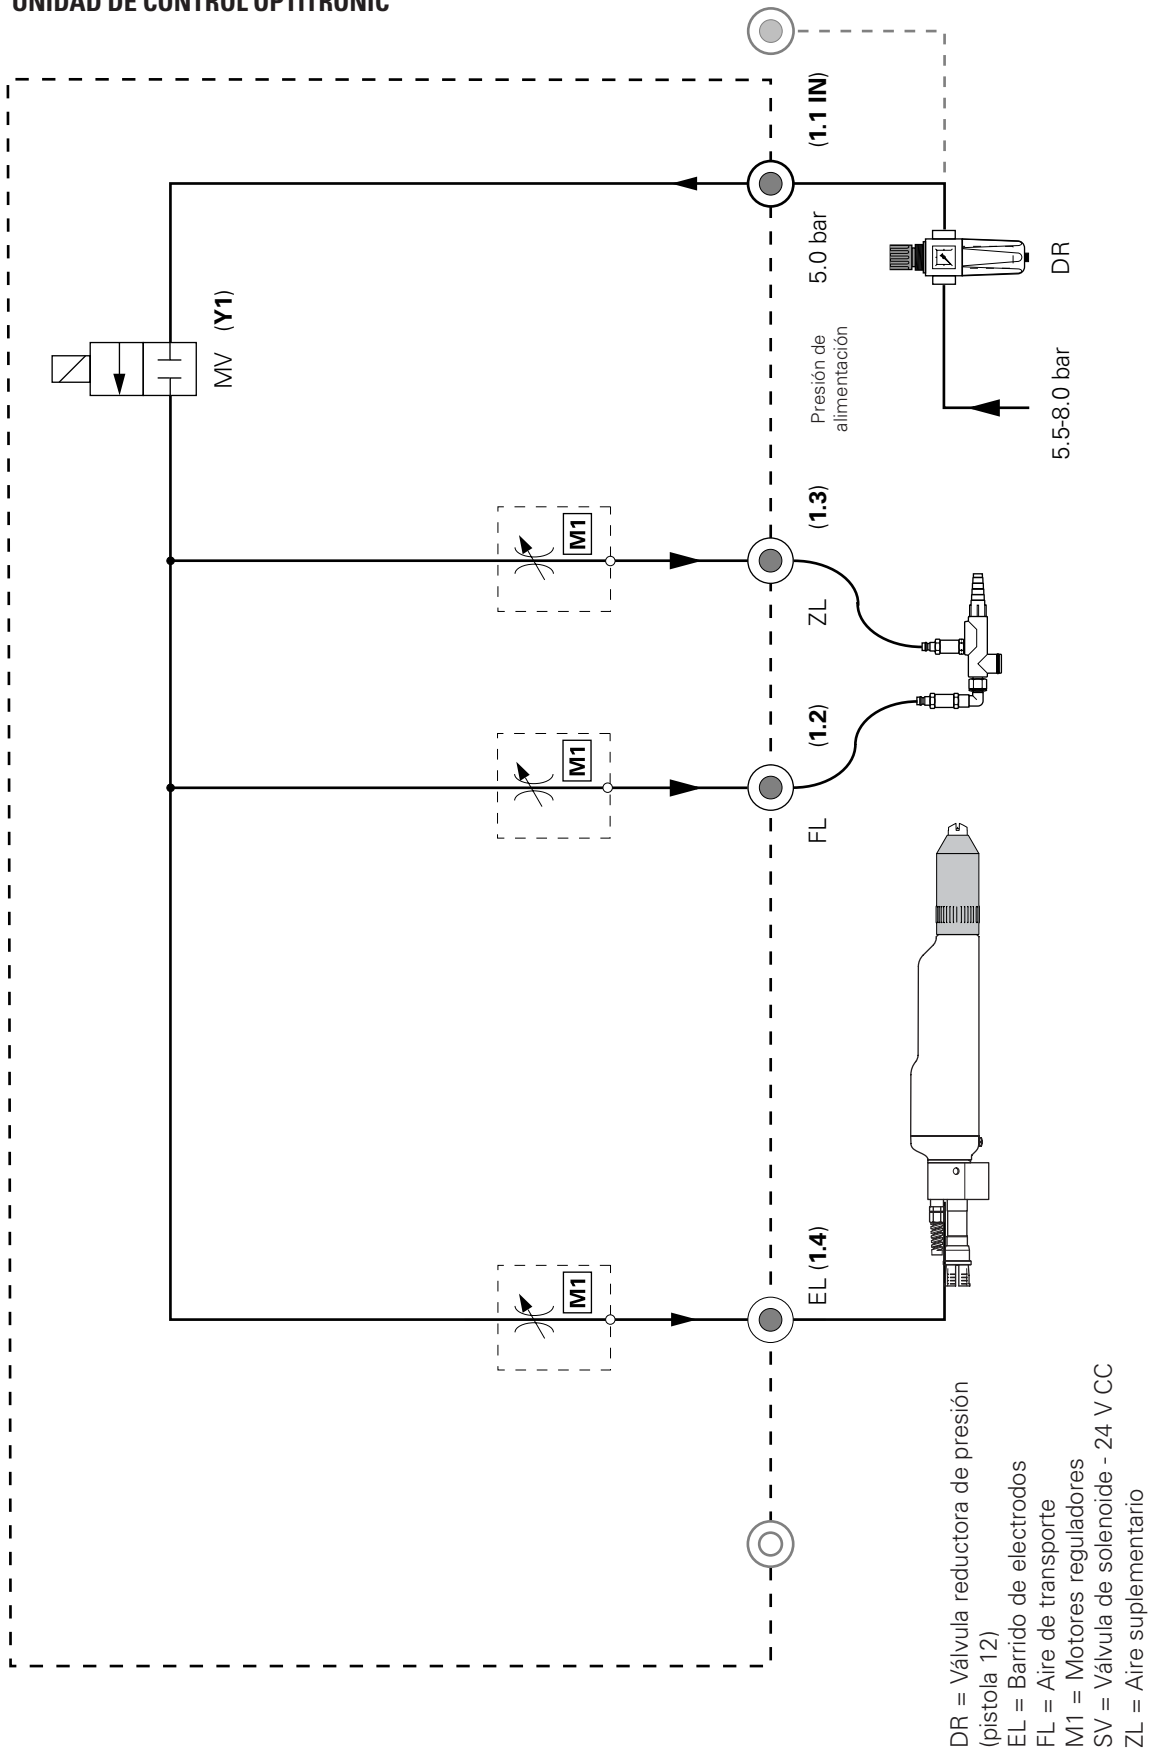 UNIDAD DE CONTROL OPTITRONIC
MV (Y1)
M1
M1
M1
EL (1.4)
FL (1.2)
ZL (1.3)
5.0 bar (1.1 IN)
Presión de
alimentación
5.5-8.0 bar
DR
DR = Válvula reductora de presión
(pistola 12)
EL = Barrido de electrodos
FL = Aire de transporte
M1 = Motores reguladores
SV = Válvula de solenoide - 24 V CC
ZL = Aire suplementario